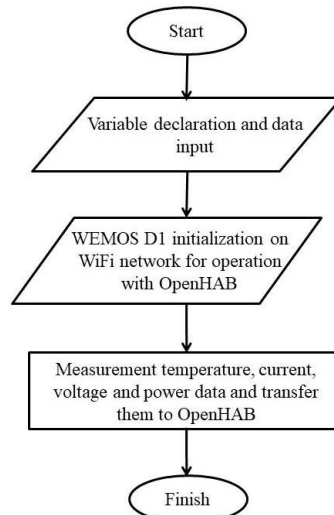 Start
Variable declaration and data
input
WEMOS D1 initialization on
WiFi network for operation
with OpenHAB
Measurement temperature, current,
voltage and power data and transfer
them to OpenHAB
Finish